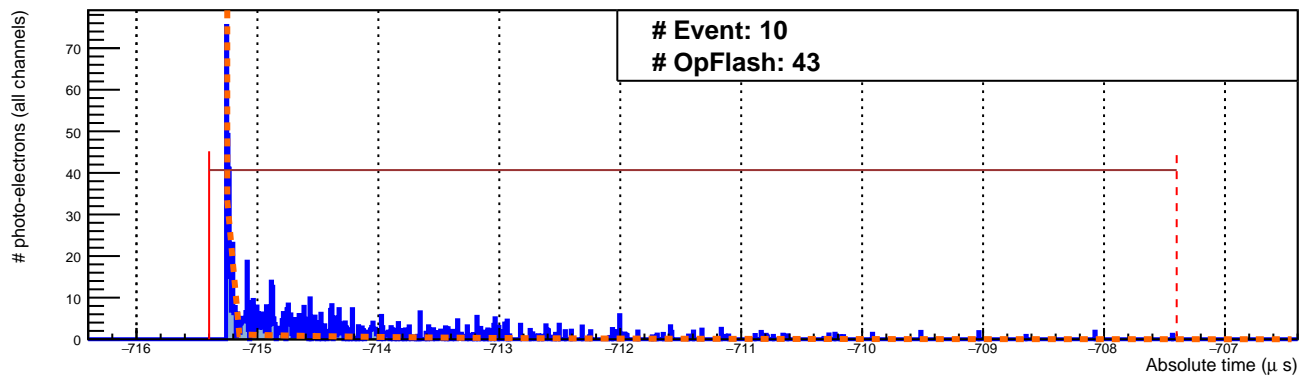 # Event: 10
# OpFlash: 43
# photo-electrons (all channels)
70
60
50
40
30
20
10
0
−716 −715 −714 −713 −712 −711 −710 −709 −708 −707
Absolute time (μ s)